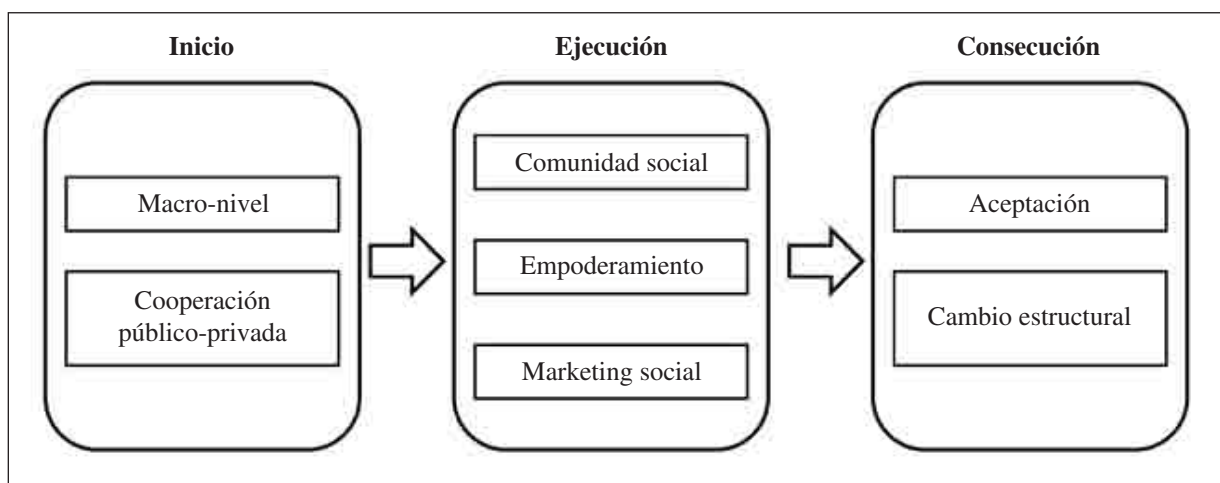 Inicio
Macro-nivel
Cooperación
público-privada
Ejecución
Comunidad social
Empoderamiento
Marketing social
Consecución
Aceptación
Cambio estructural